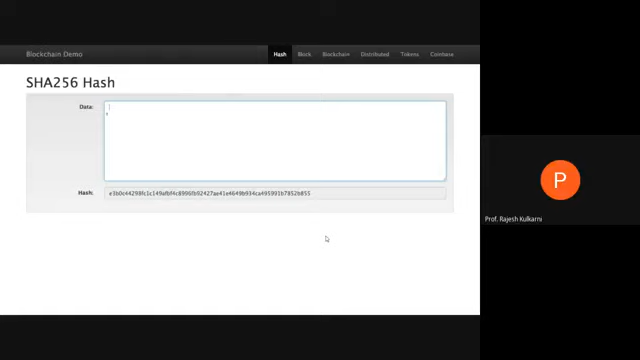 Blockchain Demo
Hash Block Blockchain Distributed Tokens Coinbase
SHA256 Hash
Data:
Hash: e3b0c44298fc1c149afbf4c8996fb92427ae41e4649b934ca495991b7852b855
P
Prof. Rajesh Kulkarni